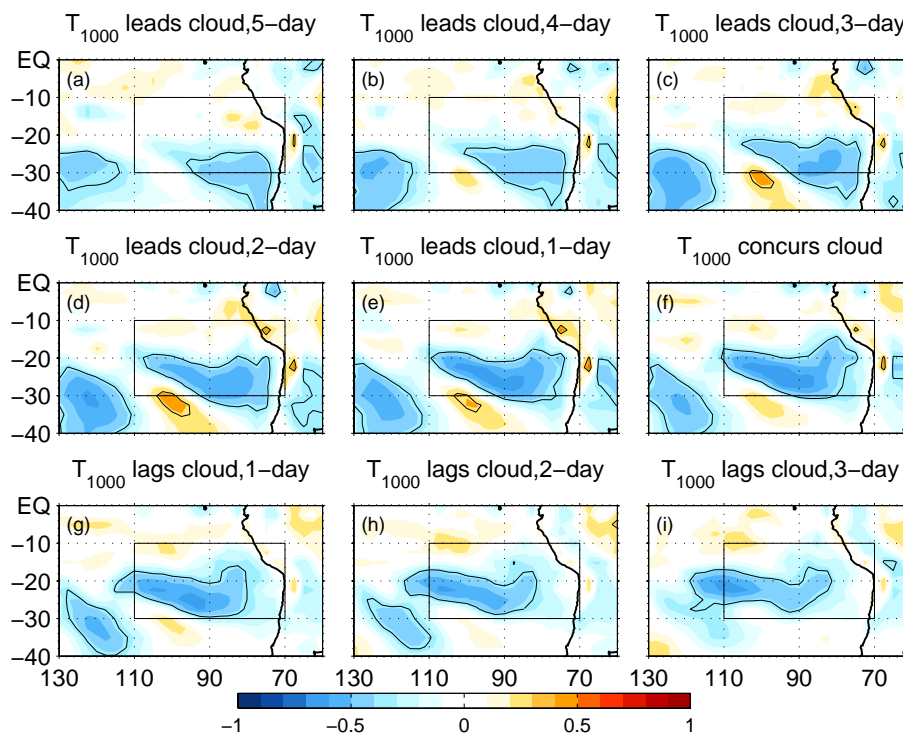 T1000 leads cloud,5−day
T1000 leads cloud,4−day
T1000 leads cloud,3−day
EQ
−10
−20
−30
−40
(a)
(b)
(c)
T1000 leads cloud,2−day
T1000 leads cloud,1−day
T1000 concurs cloud
EQ
−10
−20
−30
−40
(d)
(e)
(f)
T1000 lags cloud,1−day
T1000 lags cloud,2−day
T1000 lags cloud,3−day
EQ
−10
−20
−30
−40
(g)
(h)
(i)
130 110 90 70
130 110 90 70
130 110 90 70
−1 −0.5 0 0.5 1